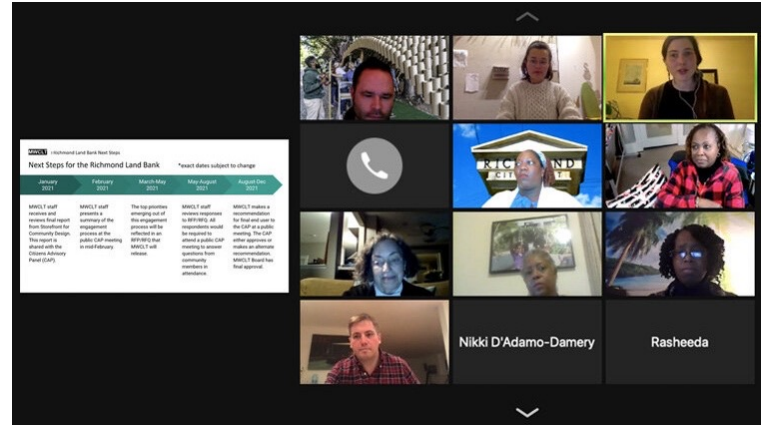 MWCLT Richmond Land Bank Next Steps
Next Steps for the Richmond Land Bank
*exact dates subject to change
January
2021
MWCLT staff
receives and
reviews final report
from Storefront for
Community Design.
This report is
shared with the
Citizens Advisory
Panel (CAP).
February
2021
MWCLT staff
presents a
summary of the
engagement
process at the
public CAP meeting
in mid-February.
March-May
2021
The top priorities
emerging out of
this engagement
process will be
reflected in an
RFP/RFQ that
MWCLT will
release.
May-August
2021
MWCLT staff
reviews responses
to RFP/RFQ. All
respondents would
be required to
attend a public CAP
meeting to answer
questions from
community
members in
attendance.
August-Dec
2021
MWCLT makes a
recommendation
for final end user to
the CAP at a public
meeting. The CAP
either approves or
makes an alternate
recommendation.
MWCLT Board has
final approval.
Nikki D'Adamo-Damery
Rasheeda